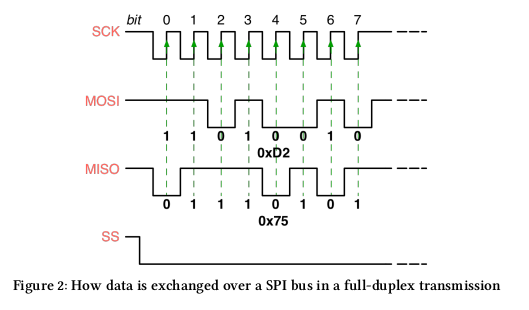 bit 0 1 2 3 4 5 6 7
SCK
MOSI
1 1 0 1 0 0 1 0
0xD2
MISO
0 1 1 1 0 1 0 1
0x75
SS
Figure 2: How data is exchanged over a SPI bus in a full-duplex transmission